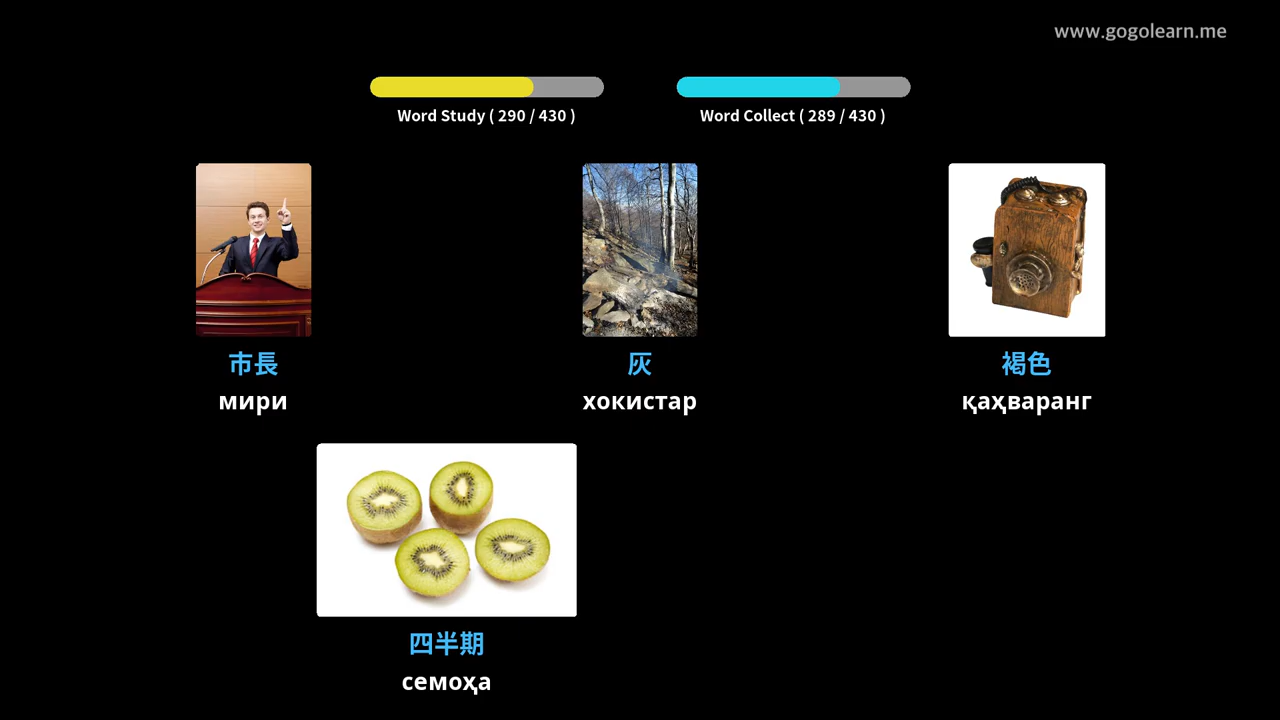 www.gogolearn.me
Word Study ( 290 / 430 )
Word Collect ( 289 / 430 )
市長
мири
灰
хокистар
褐色
қаҳваранг
四半期
семоҳа